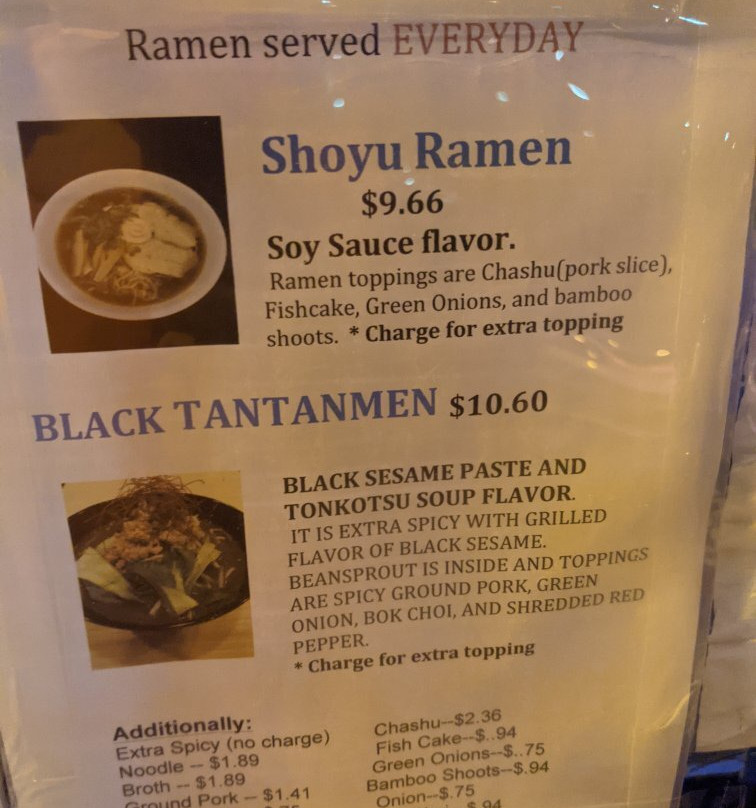 Ramen served EVERYDAY
Shoyu Ramen
$9.66
Soy Sauce flavor.
Ramen toppings are Chashu(pork slice),
Fishcake, Green Onions, and bamboo
shoots. * Charge for extra topping
BLACK TANTANMEN $10.60
BLACK SESAME PASTE AND
TONKOTSU SOUP FLAVOR.
IT IS EXTRA SPICY WITH GRILLED
FLAVOR OF BLACK SESAME.
BEANSPROUT IS INSIDE AND TOPPINGS
ARE SPICY GROUND PORK, GREEN
ONION, BOK CHOI, AND SHREDDED RED
PEPPER.
* Charge for extra topping
Additionally:
Extra Spicy (no charge)
Noodle -- $1.89
Broth -- $1.89
Ground Pork -- $1.41
Chashu--$2.36
Fish Cake--$..94
Green Onions--$..75
Bamboo Shoots--$.94
Onion--$.75